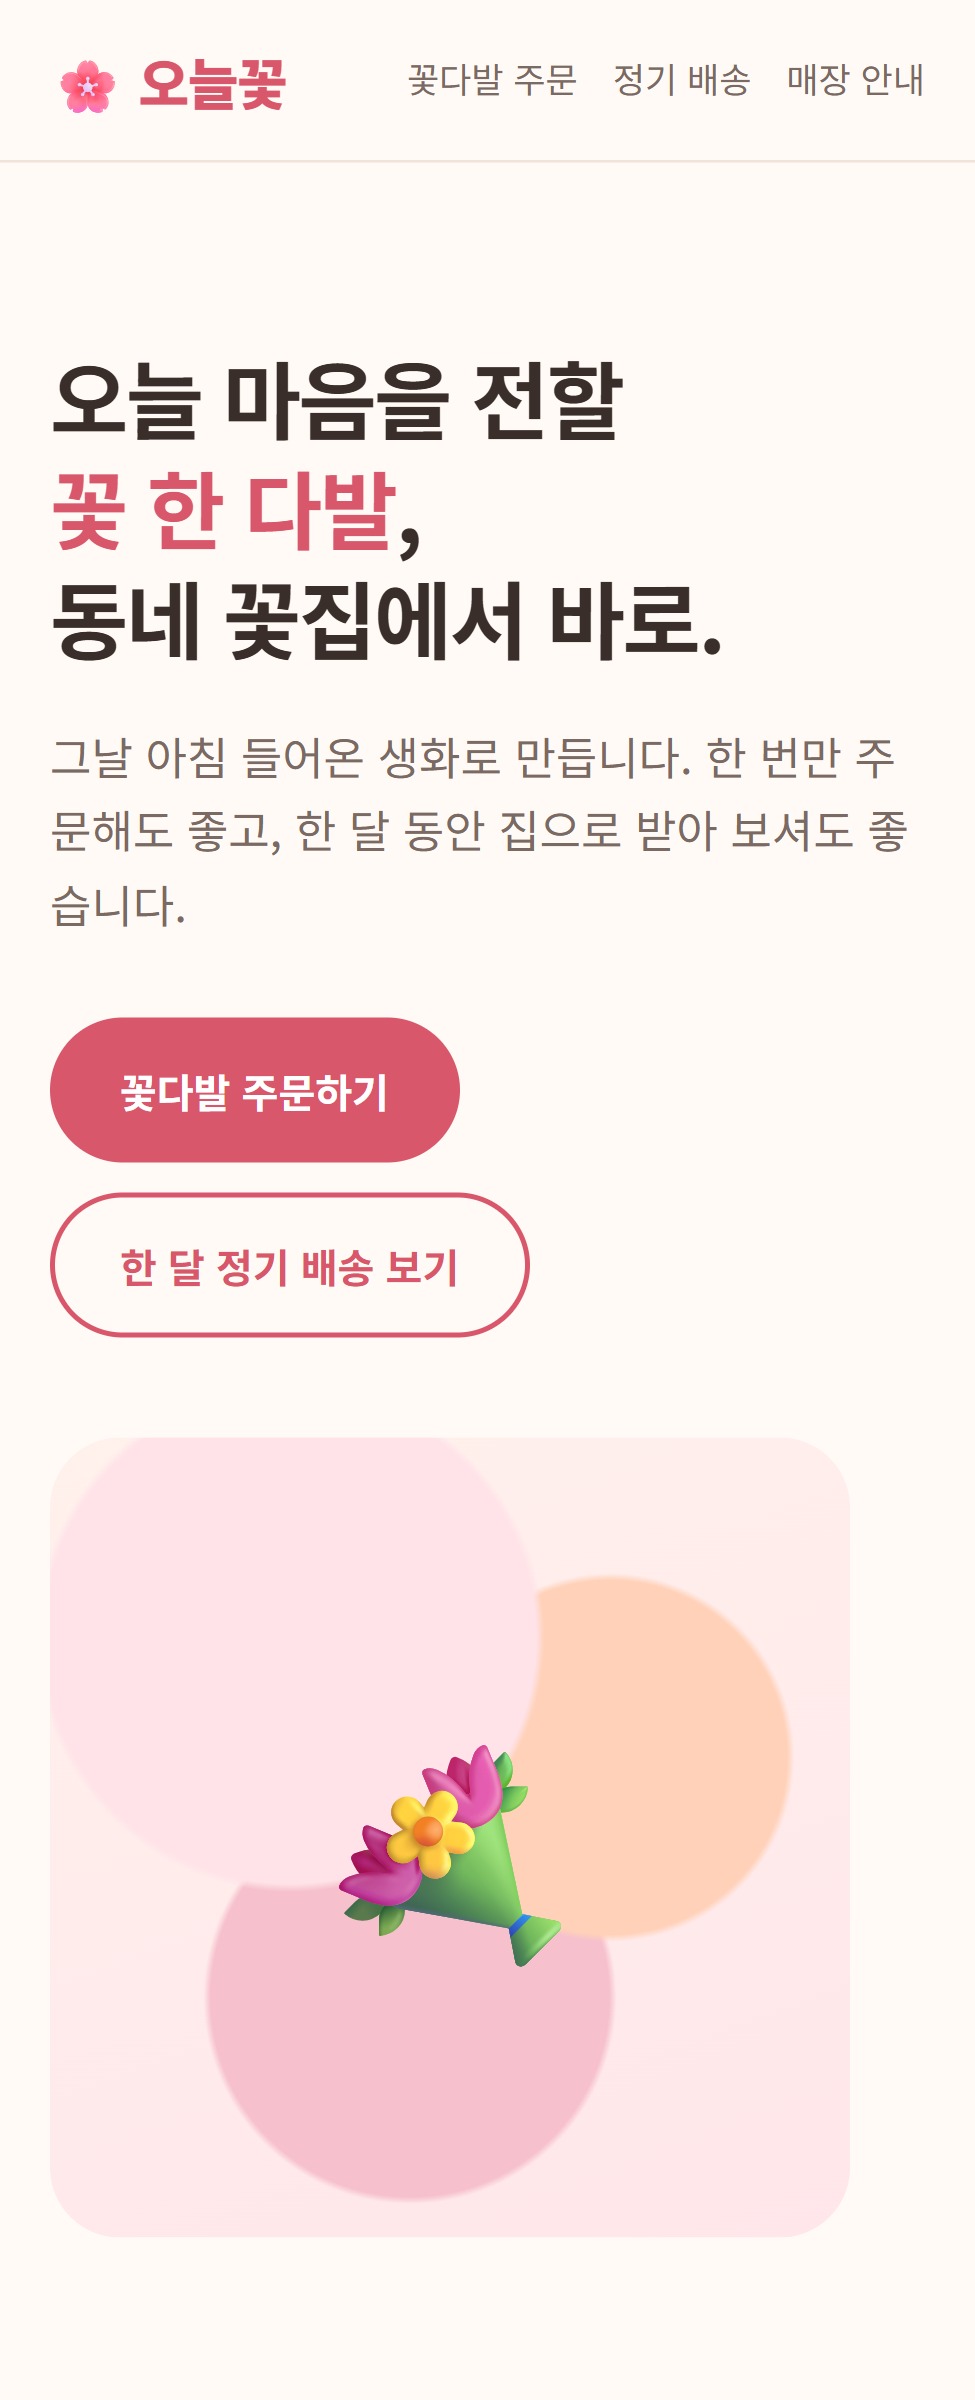 오늘꽃
꽃다발 주문 정기 배송 매장 안내
오늘 마음을 전할
꽃 한 다발,
동네 꽃집에서 바로.
그날 아침 들어온 생화로 만듭니다. 한 번만 주
문해도 좋고, 한 달 동안 집으로 받아 보셔도 좋
습니다.
꽃다발 주문하기
한 달 정기 배송 보기